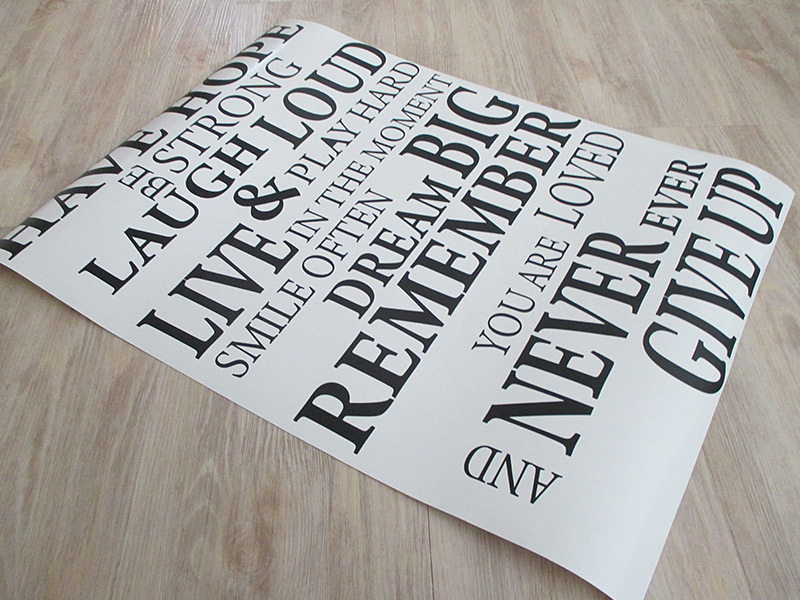 HAVE HOPE
BE STRONG
LAUGH LOUD
LIVE & PLAY HARD
IN THE MOMENT
SMILE OFTEN
DREAM BIG
REMEMBER
YOU ARE LOVED
AND NEVER EVER
GIVE UP